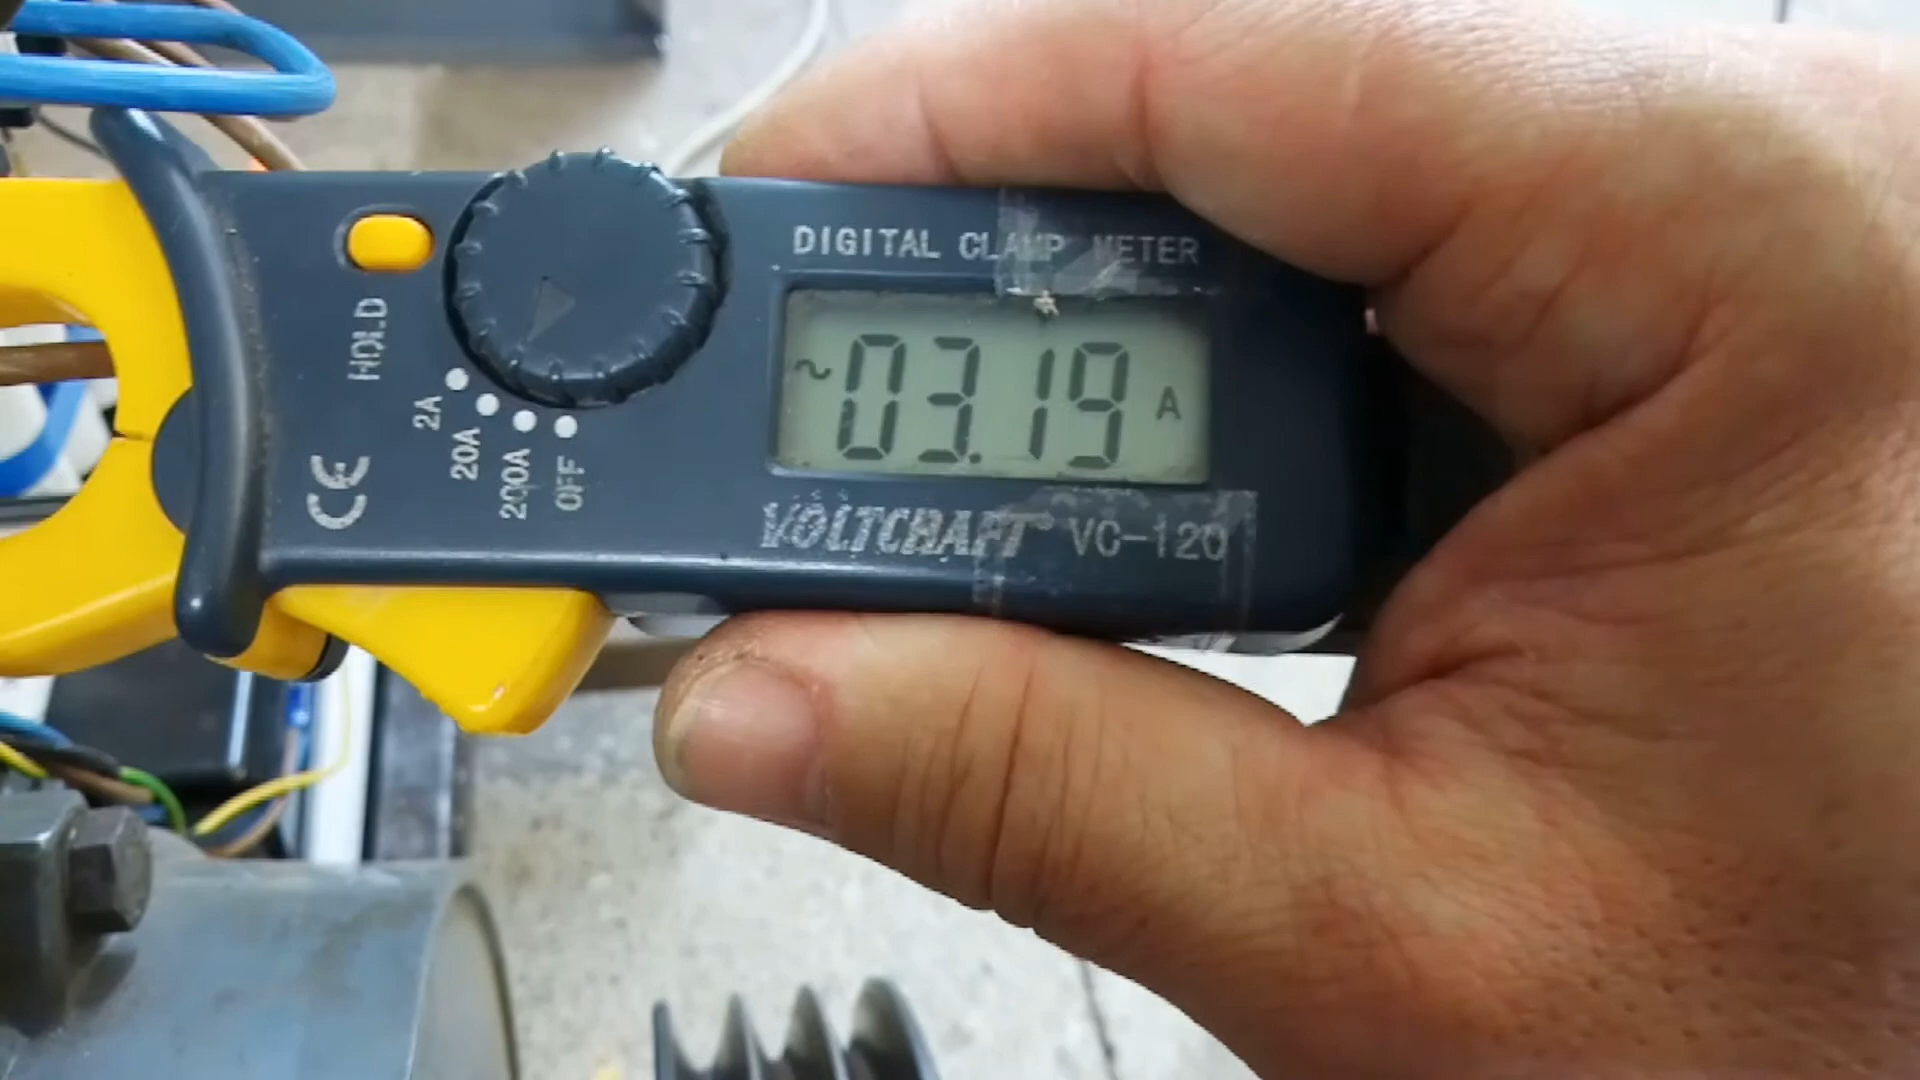 DIGITAL CLAMP METER
HOLD
~03.19 A
2A
20A
200A
OFF
CE
VOLTCRAFT® VC-120